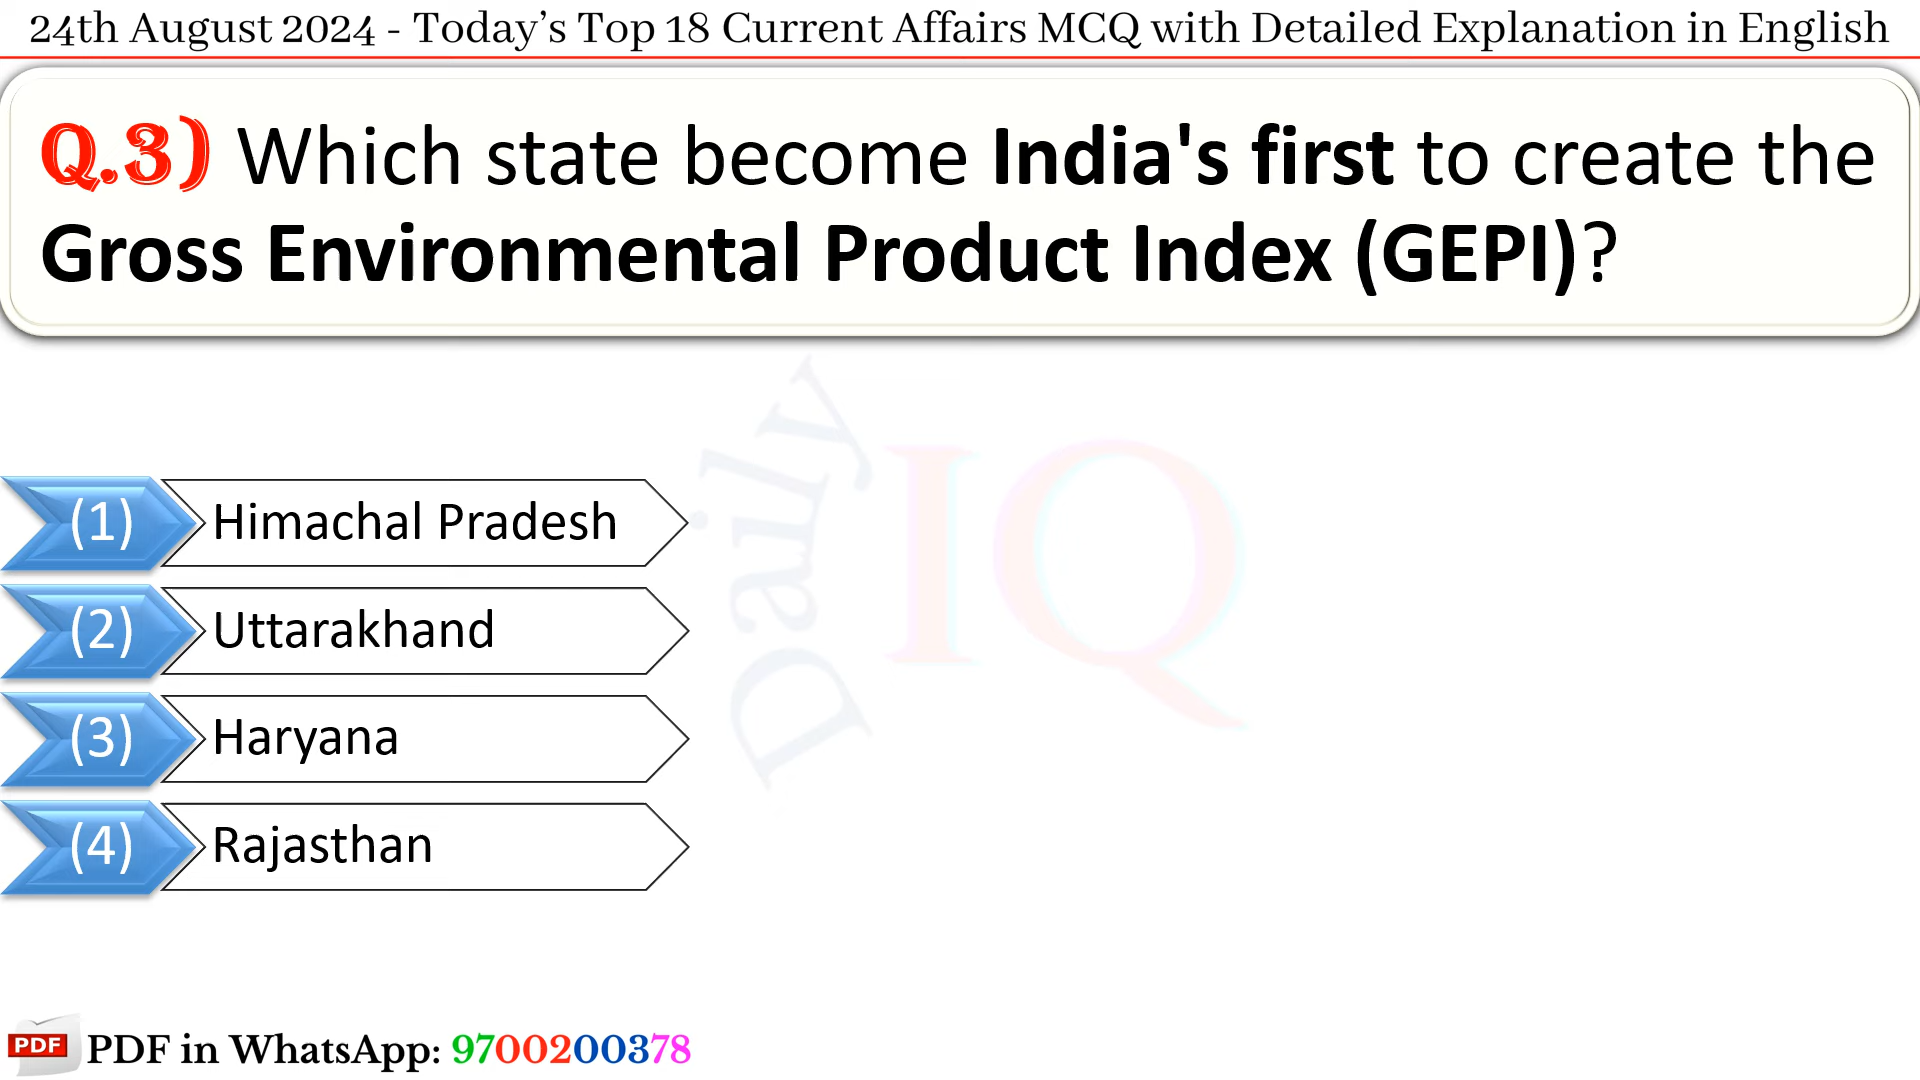 24th August 2024 - Today’s Top 18 Current Affairs MCQ with Detailed Explanation in English
Q.3) Which state become India's first to create the
Gross Environmental Product Index (GEPI)?
Daily IQ
(1) Himachal Pradesh
(2) Uttarakhand
(3) Haryana
(4) Rajasthan
PDF PDF in WhatsApp: 9700200378